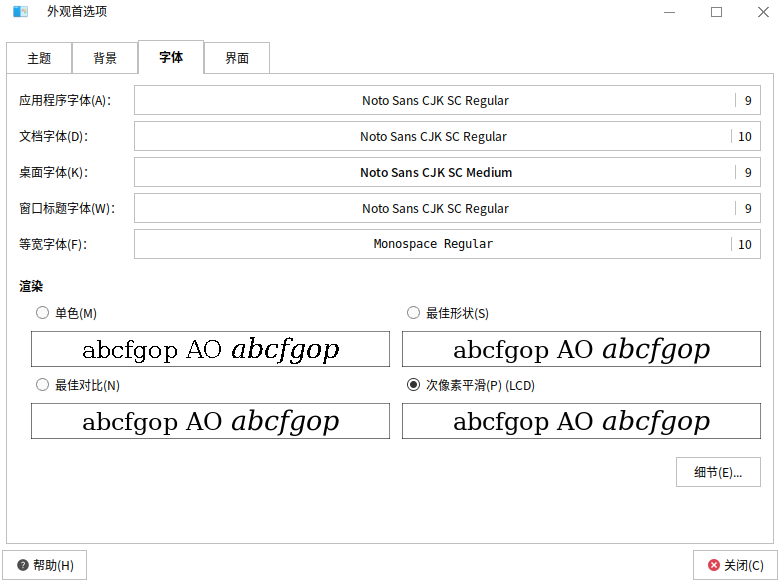 外观首选项
主题 背景 字体 界面
应用程序字体(A)： Noto Sans CJK SC Regular 9
文档字体(D)： Noto Sans CJK SC Regular 10
桌面字体(K)： Noto Sans CJK SC Medium 9
窗口标题字体(W)： Noto Sans CJK SC Regular 9
等宽字体(F)： Monospace Regular 10
渲染
单色(M) 最佳形状(S)
abcfgop AO abcfgop abcfgop AO abcfgop
最佳对比(N) 次像素平滑(P) (LCD)
abcfgop AO abcfgop abcfgop AO abcfgop
细节(E)...
帮助(H) 关闭(C)